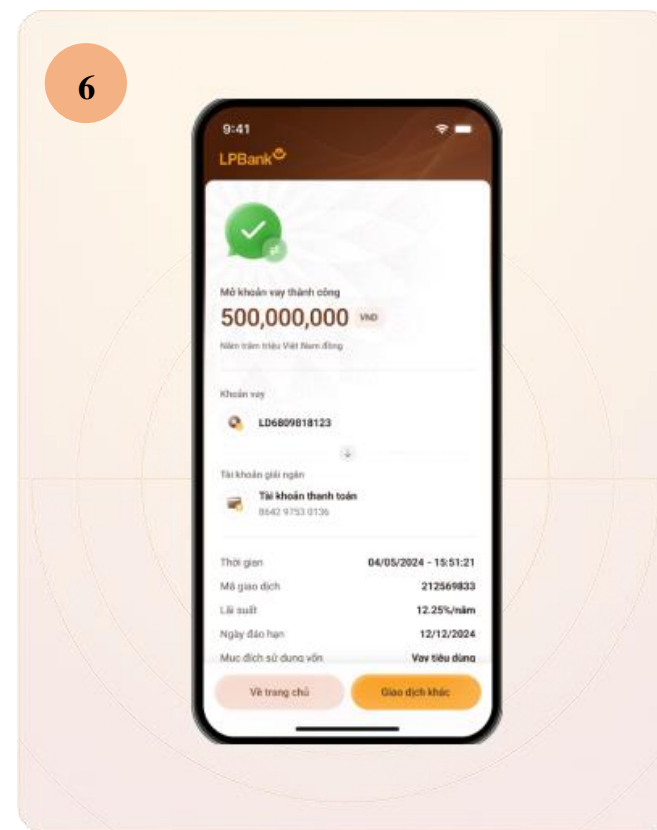 6
9:41
LPBank
Mở khoản vay thành công
500,000,000 VND
Năm trăm triệu Việt Nam đồng
Khoản vay
LD6809818123
Tài khoản giải ngân
Tài khoản thanh toán
8642 9753 0136
Thời gian 04/05/2024 - 15:51:21
Mã giao dịch 212569833
Lãi suất 12.25%/năm
Ngày đáo hạn 12/12/2024
Mục đích sử dụng vốn Vay tiêu dùng
Về trang chủ Giao dịch khác